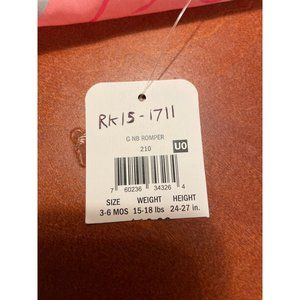 RK15-1711
G NB ROMPER
210
U0
7 60236 34326 4
SIZE WEIGHT HEIGHT
3-6 MOS 15-18 lbs 24-27 in.